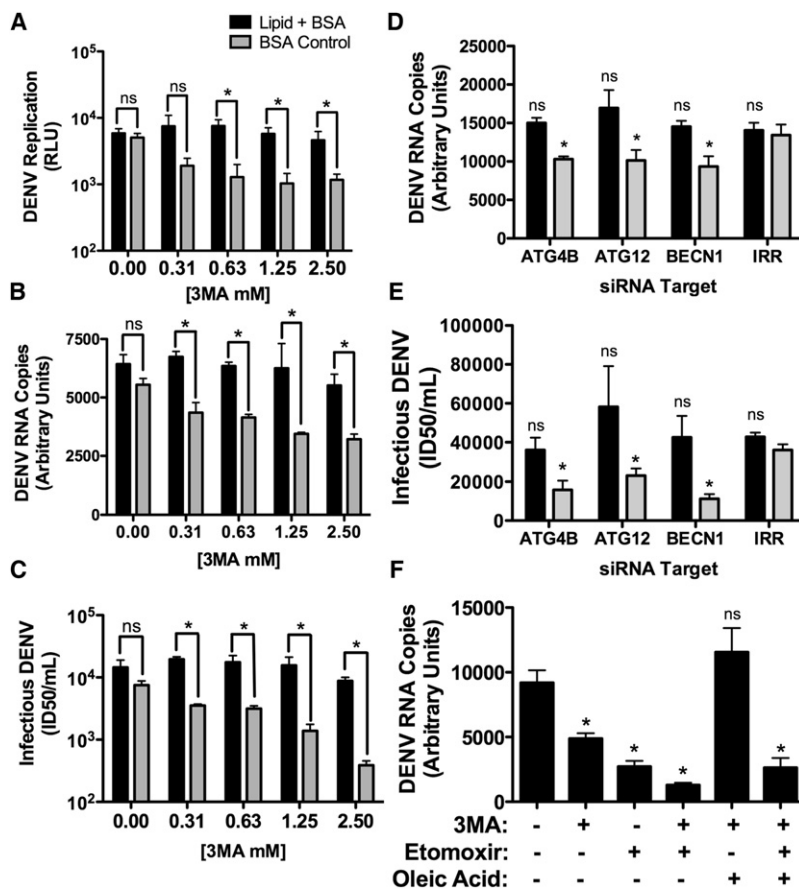 A
Lipid + BSA
BSA Control
DENV Replication
(RLU)
10⁵
10⁴
10³
10²
ns
ns
*
*
*
0.00 0.31 0.63 1.25 2.50
[3MA mM]
B
DENV RNA Copies
(Arbitrary Units)
7500
5000
2500
0
ns
*
*
*
*
0.00 0.31 0.63 1.25 2.50
[3MA mM]
C
Infectious DENV
(ID50/mL)
10⁵
10⁴
10³
10²
ns
*
*
*
*
0.00 0.31 0.63 1.25 2.50
[3MA mM]
D
DENV RNA Copies
(Arbitrary Units)
25000
20000
15000
10000
5000
0
ns * ns * ns * ns
ATG4B ATG12 BECN1 IRR
siRNA Target
E
Infectious DENV
(ID50/mL)
100000
80000
60000
40000
20000
0
ns * ns * ns * ns
ATG4B ATG12 BECN1 IRR
siRNA Target
F
DENV RNA Copies
(Arbitrary Units)
15000
10000
5000
0
* * * ns *
3MA: - + - + + +
Etomoxir: - - + + - +
Oleic Acid: - - - - + +